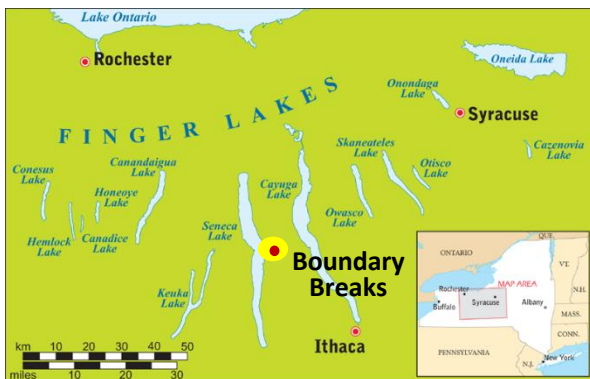 Lake Ontario
Rochester
Oneida Lake
Onondaga
Lake
Syracuse
FINGER LAKES
Cazenovia
Lake
Skaneateles
Lake
Otisco
Lake
Conesus
Lake
Canandaigua
Lake
Honeoye
Lake
Cayuga
Lake
Owasco
Lake
Seneca
Lake
Hemlock
Lake
Canadice
Lake
Boundary
Breaks
Keuka
Lake
Ithaca
km 10 20 30 40 50
miles 10 20 30
QUE.
ONTARIO
VT.
MAP AREA
N.H.
Rochester
Syracuse
Buffalo
Albany
MASS.
CONN.
PENNSYLVANIA
N.J.
New York